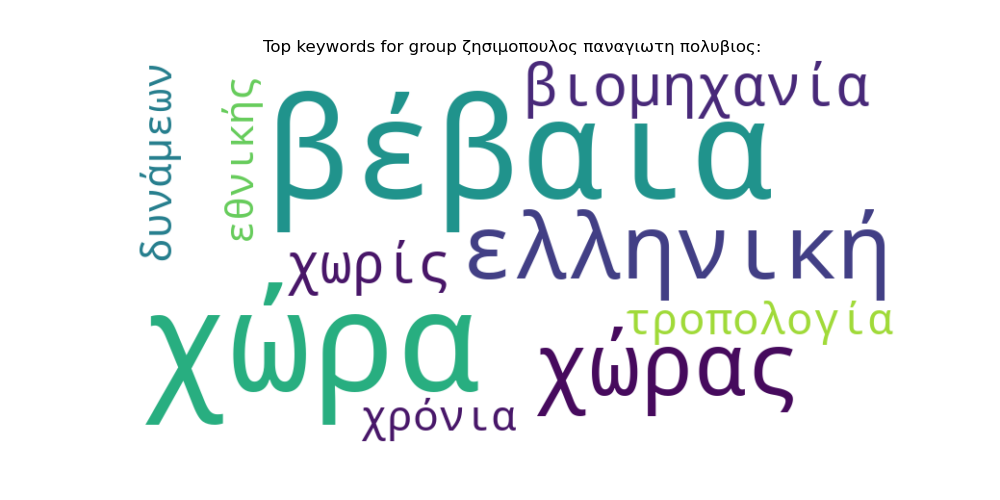 Top keywords for group ζησιμοπουλος παναγιωτη πολυβιος:
δυνάμεων
εθνικής
βέβαια
βιομηχανία
ελληνική
χωρίς
χώρα
τροπολογία
χώρας
χρόνια